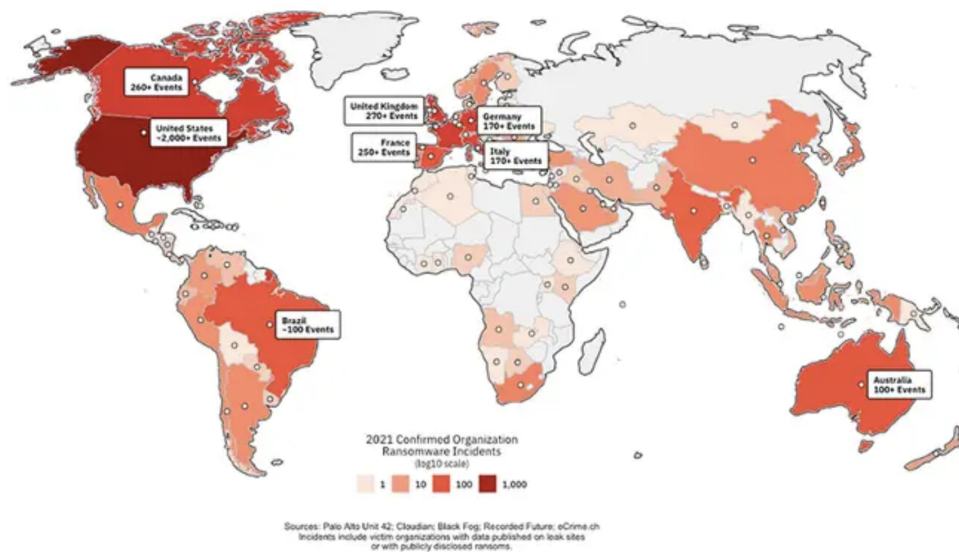 Canada
260+ Events
United States
~2,000+ Events
United Kingdom
270+ Events
France
250+ Events
Germany
170+ Events
Italy
170+ Events
Brazil
~100 Events
Australia
100+ Events
2021 Confirmed Organization
Ransomware Incidents
(log10 scale)
1 10 100 1,000
Sources: Palo Alto Unit 42; Cloudian; Black Fog; Recorded Future; eCrime.ch
Incidents include victim organizations with data published on leak sites
or with publicly disclosed ransoms.